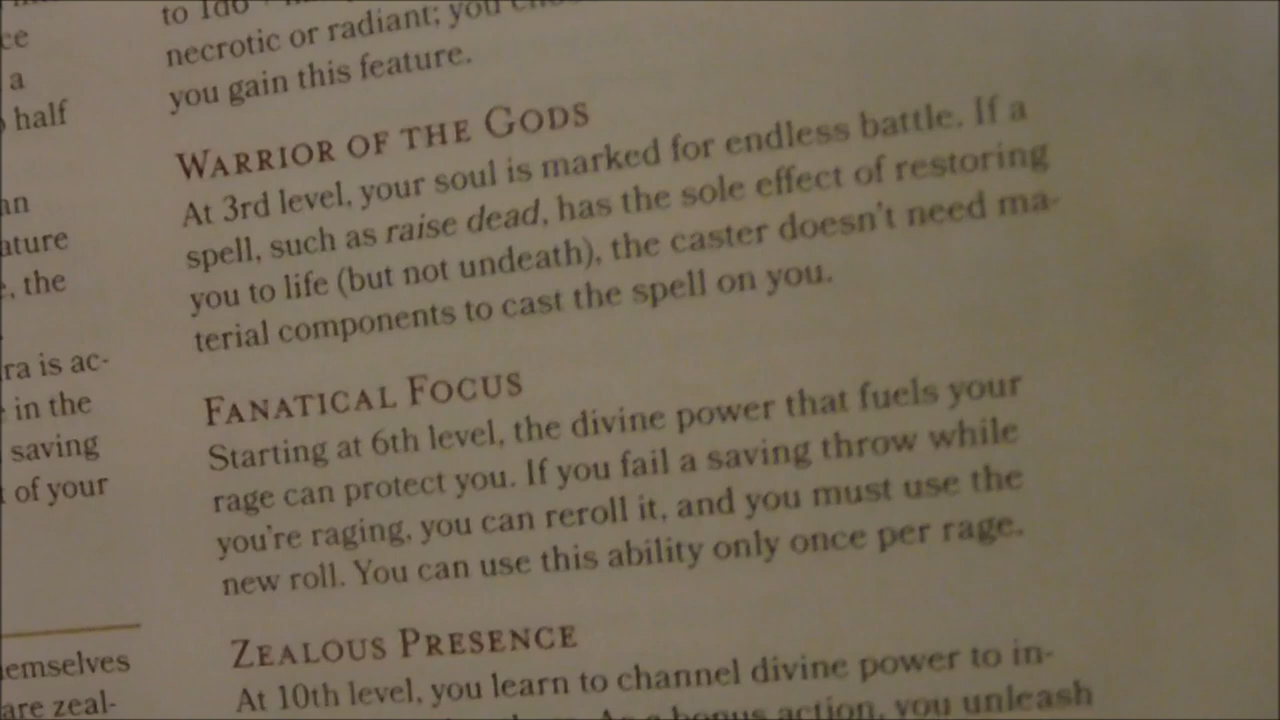 ce
a
half
an
ature
, the
ra is ac-
in the
saving
of your
emselves
are zeal-
to
necrotic or radiant; you
you gain this feature.
WARRIOR OF THE GODS
At 3rd level, your soul is marked for endless battle. If a
spell, such as raise dead, has the sole effect of restoring
you to life (but not undeath), the caster doesn't need ma-
terial components to cast the spell on you.
FANATICAL FOCUS
Starting at 6th level, the divine power that fuels your
rage can protect you. If you fail a saving throw while
you're raging, you can reroll it, and you must use the
new roll. You can use this ability only once per rage.
ZEALOUS PRESENCE
At 10th level, you learn to channel divine power to in-
bonus action, you unleash